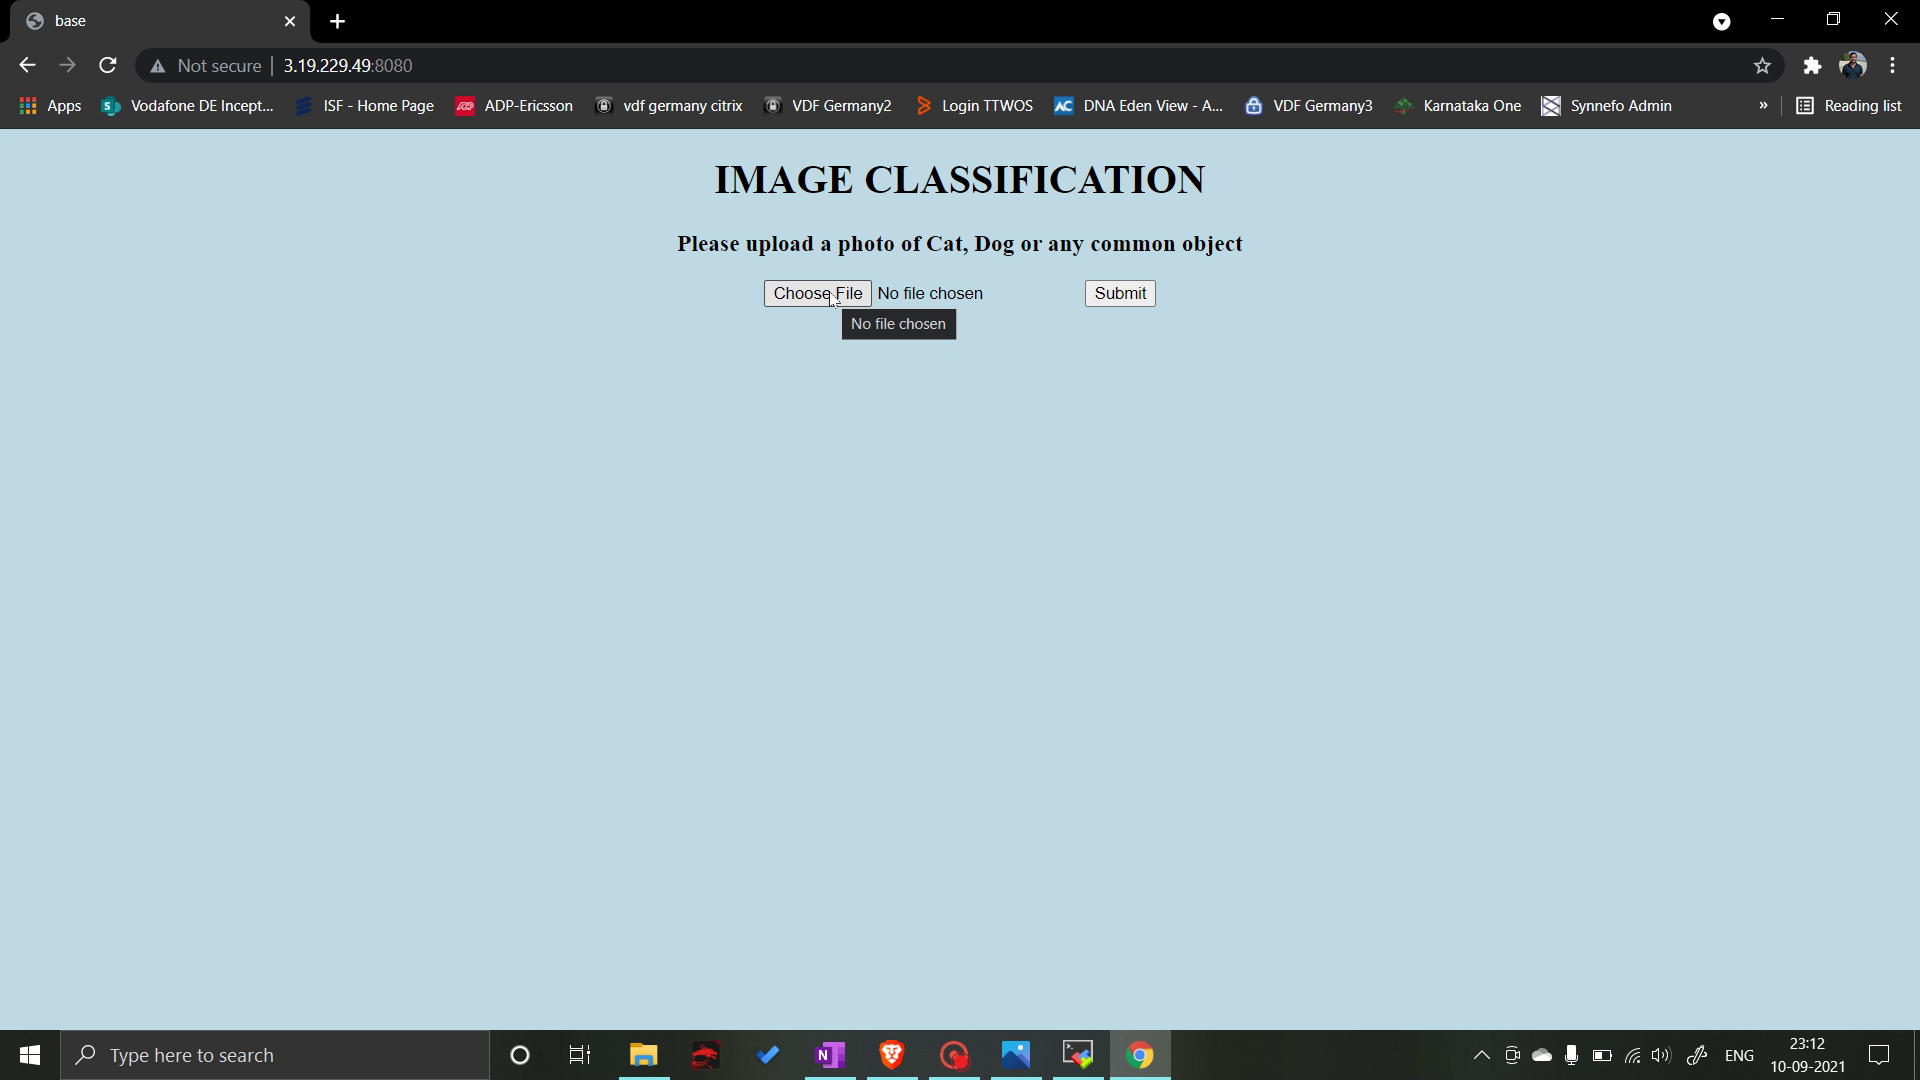 base
Not secure | 3.19.229.49:8080
Apps Vodafone DE Incept... ISF - Home Page ADP-Ericsson vdf germany citrix VDF Germany2 Login TTWOS DNA Eden View - A... VDF Germany3 Karnataka One Synnefo Admin » Reading list
IMAGE CLASSIFICATION
Please upload a photo of Cat, Dog or any common object
Choose File No file chosen Submit
No file chosen
Type here to search
ENG
23:12
10-09-2021